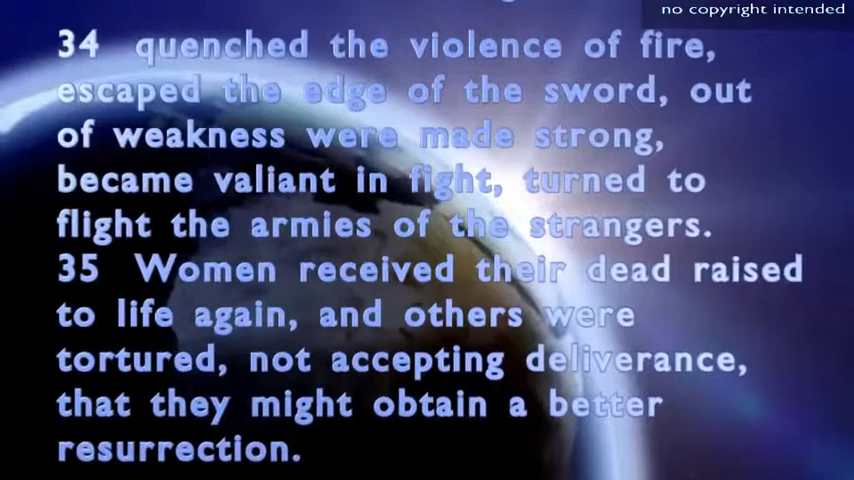 no copyright intended
34 quenched the violence of fire,
escaped the edge of the sword, out
of weakness were made strong,
became valiant in fight, turned to
flight the armies of the strangers.
35 Women received their dead raised
to life again, and others were
tortured, not accepting deliverance,
that they might obtain a better
resurrection.